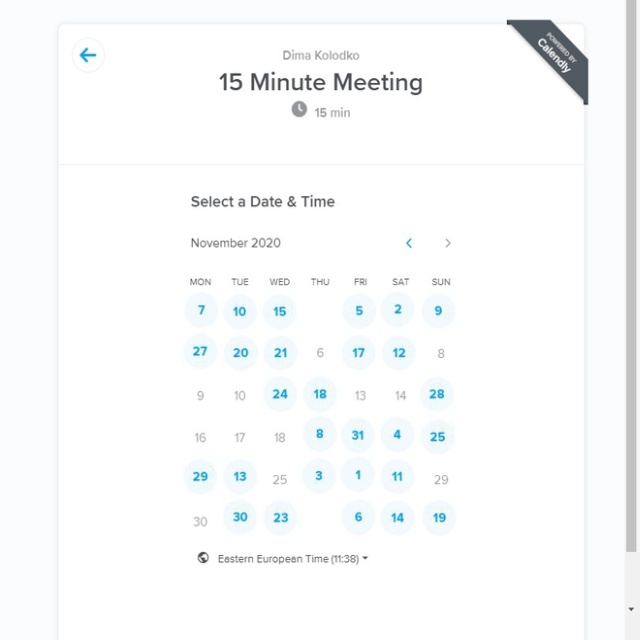 POWERED BY
Calendly
Dima Kolodko
15 Minute Meeting
15 min
Select a Date & Time
November 2020
MON TUE WED THU FRI SAT SUN
7 10 15 5 2 9
27 20 21 6 17 12 8
9 10 24 18 13 14 28
16 17 18 8 31 4 25
29 13 25 3 1 11 29
30 30 23 6 14 19
Eastern European Time (11:38)